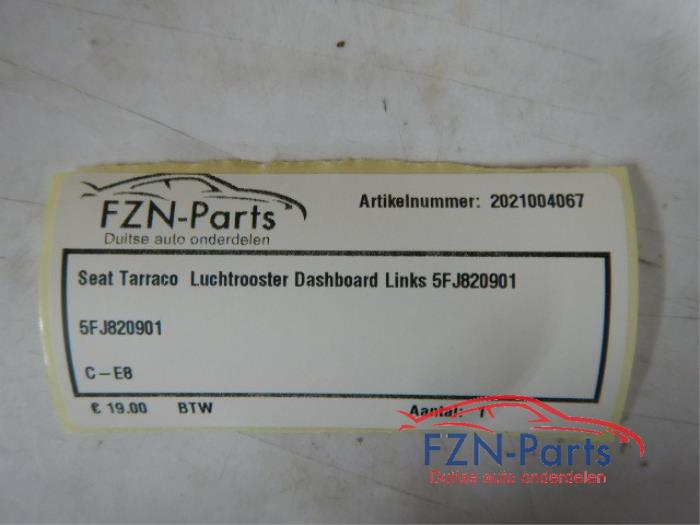 FZN-Parts
Duitse auto onderdelen
Artikelnummer: 2021004067
Seat Tarraco Luchtrooster Dashboard Links 5FJ820901
5FJ820901
C-E8
€ 19.00 BTW Aantal: 1
FZN-Parts
Duitse auto onderdelen